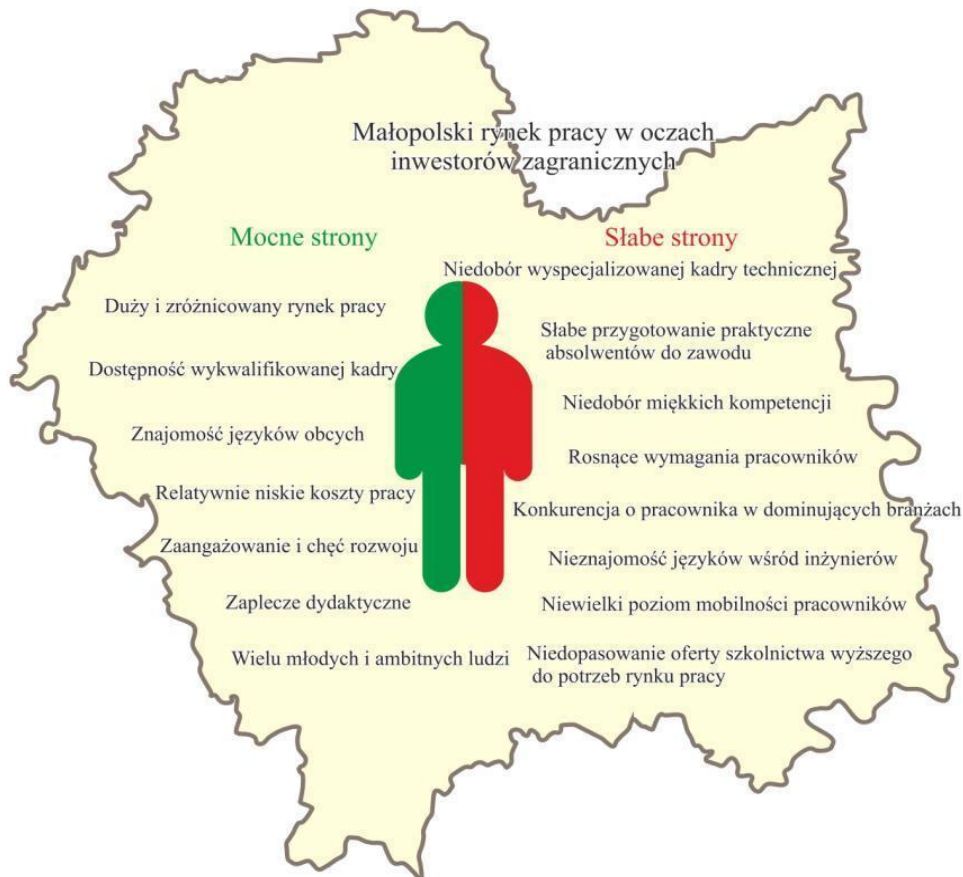 Małopolski rynek pracy w oczach
inwestorów zagranicznych
Mocne strony
Duży i zróżnicowany rynek pracy
Dostępność wykwalifikowanej kadry
Znajomość języków obcych
Relatywnie niskie koszty pracy
Zaangażowanie i chęć rozwoju
Zaplecze dydaktyczne
Wielu młodych i ambitnych ludzi
Słabe strony
Niedobór wyspecjalizowanej kadry technicznej
Słabe przygotowanie praktyczne
absolwentów do zawodu
Niedobór miękkich kompetencji
Rosnące wymagania pracowników
Konkurencja o pracownika w dominujących branżach
Nieznajomość języków wśród inżynierów
Niewielki poziom mobilności pracowników
Niedopasowanie oferty szkolnictwa wyższego
do potrzeb rynku pracy